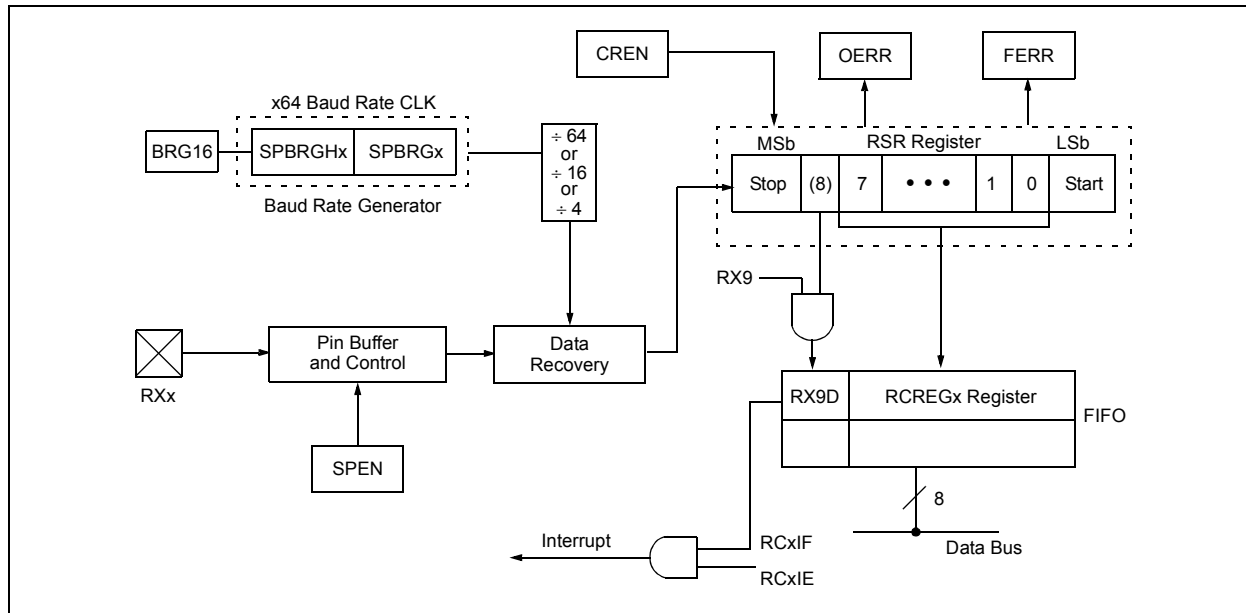 CREN
OERR
FERR
x64 Baud Rate CLK
BRG16
SPBRGHx
SPBRGx
Baud Rate Generator
÷ 64
or
÷ 16
or
÷ 4
MSb
RSR Register
LSb
Stop
(8)
7
• • •
1
0
Start
RX9
RXx
Pin Buffer
and Control
Data
Recovery
SPEN
RX9D
RCREGx Register
FIFO
8
Data Bus
Interrupt
RCxIF
RCxIE